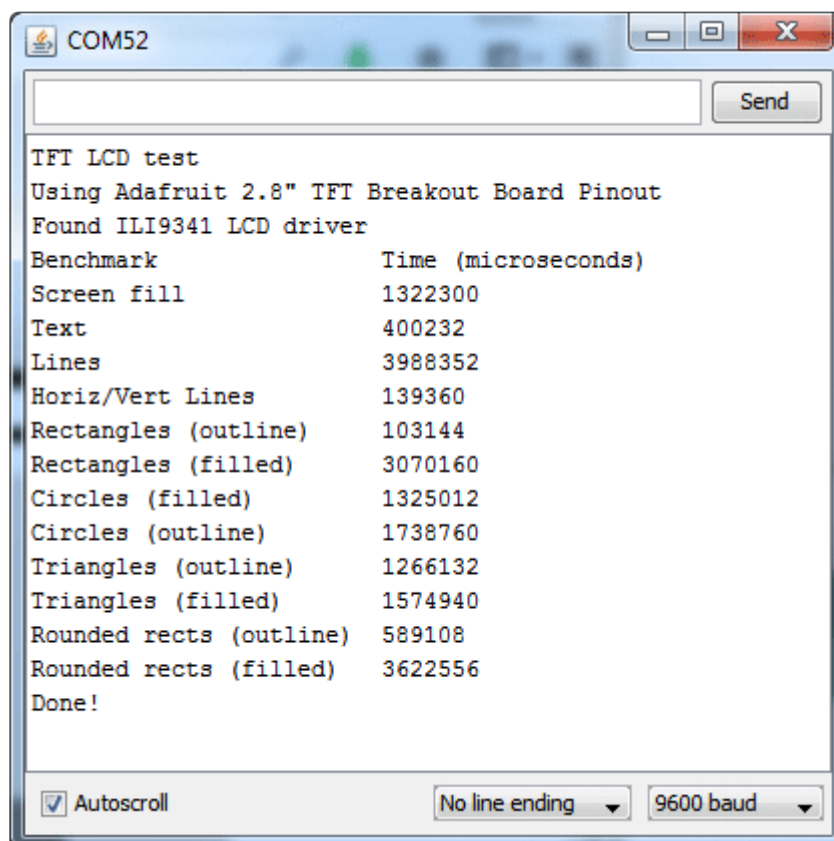 COM52
Send
TFT LCD test
Using Adafruit 2.8" TFT Breakout Board Pinout
Found ILI9341 LCD driver
Benchmark Time (microseconds)
Screen fill 1322300
Text 400232
Lines 3988352
Horiz/Vert Lines 139360
Rectangles (outline) 103144
Rectangles (filled) 3070160
Circles (filled) 1325012
Circles (outline) 1738760
Triangles (outline) 1266132
Triangles (filled) 1574940
Rounded rects (outline) 589108
Rounded rects (filled) 3622556
Done!
Autoscroll No line ending 9600 baud